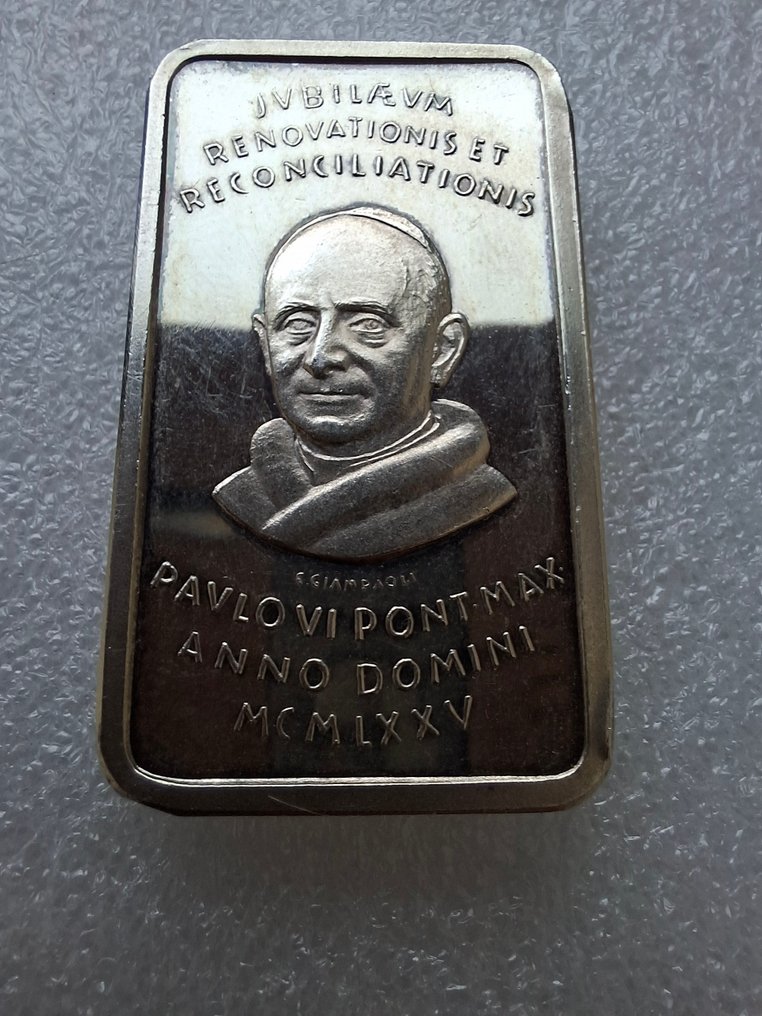 JVBILÆVM
RENOVATIONIS ET
RECONCILIATIONIS
E. GIAMPAOLI
PAVLO VI PONT. MAX.
ANNO DOMINI
MCMLXXV